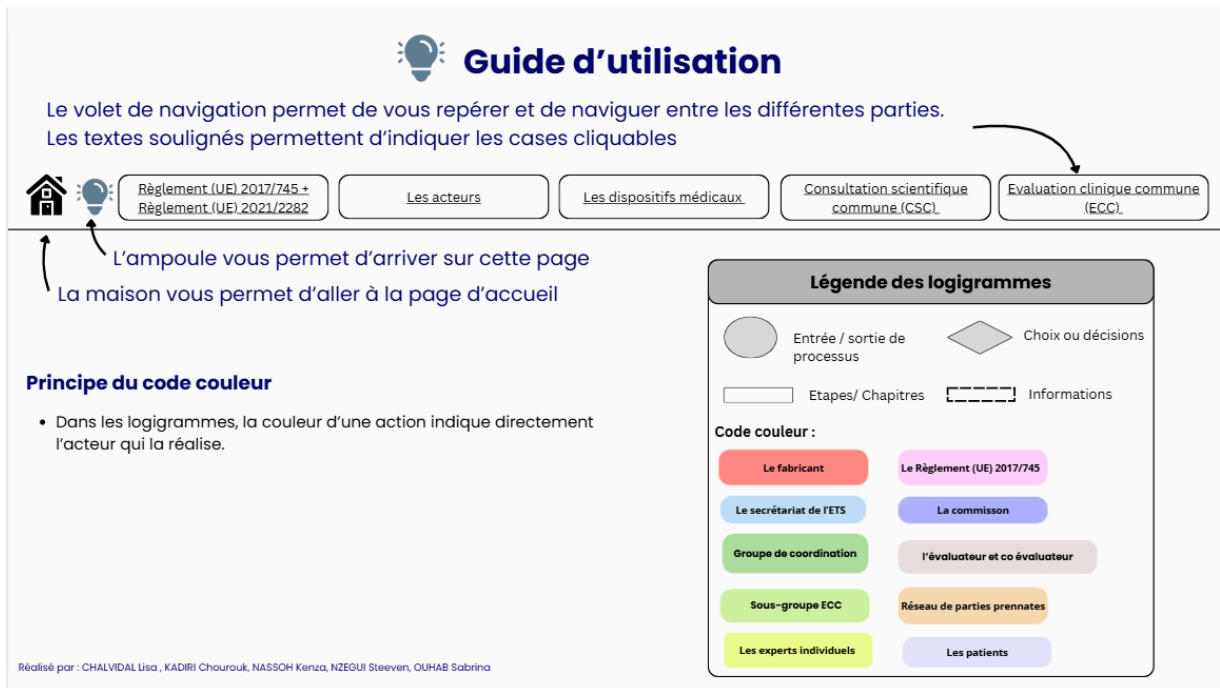 Guide d'utilisation
Le volet de navigation permet de vous repérer et de naviguer entre les différentes parties.
Les textes soulignés permettent d'indiquer les cases cliquables
Règlement (UE) 2017/745 +
Règlement (UE) 2021/2282
Les acteurs
Les dispositifs médicaux
Consultation scientifique
commune (CSC)
Evaluation clinique commune
(ECC)
L'ampoule vous permet d'arriver sur cette page
La maison vous permet d'aller à la page d'accueil
Principe du code couleur
• Dans les logigrammes, la couleur d'une action indique directement
l'acteur qui la réalise.
Légende des logigrammes
Entrée / sortie de
processus
Choix ou décisions
Etapes/ Chapitres
Informations
Code couleur :
Le fabricant
Le Règlement (UE) 2017/745
Le secrétariat de l'ETS
La commisson
Groupe de coordination
l'évaluateur et co évaluateur
Sous-groupe ECC
Réseau de parties prennates
Les experts individuels
Les patients
Réalisé par : CHALVIDAL Lisa , KADIRI Chourouk, NASSOH Kenza, NZEGUI Steeven, OUHAB Sabrina